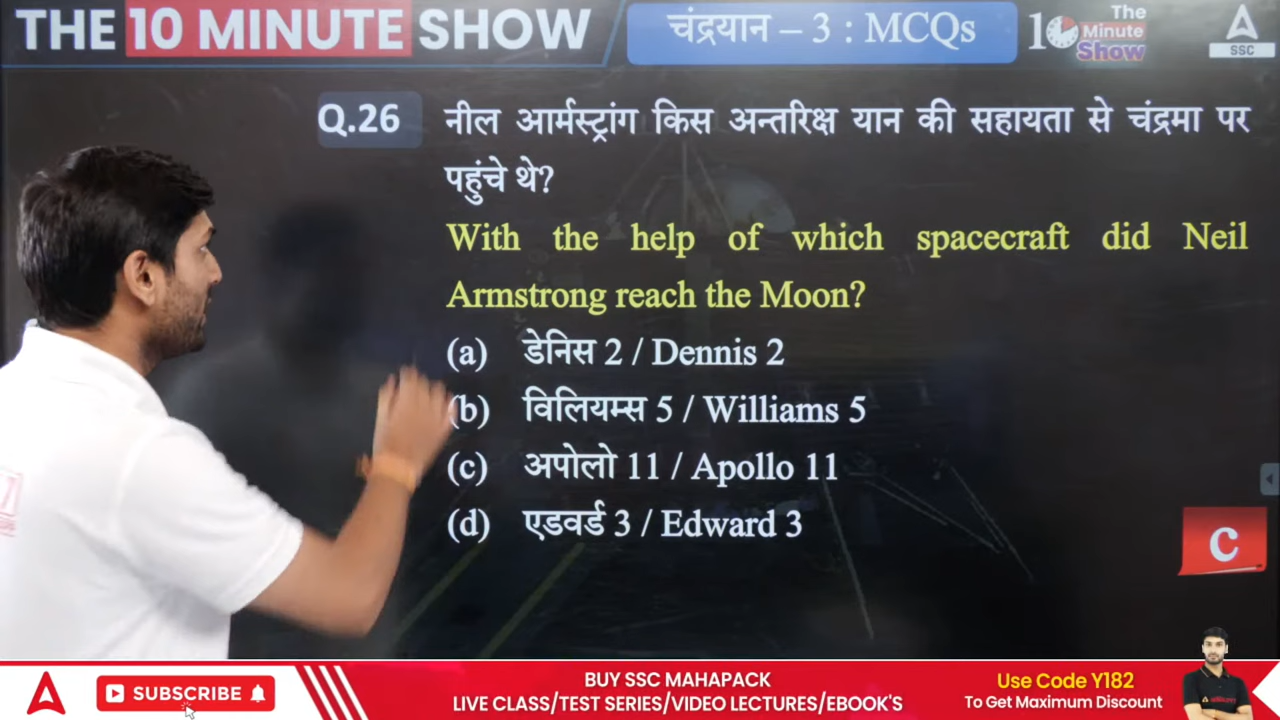 THE 10 MINUTE SHOW
चंद्रयान – 3 : MCQs
10 The Minute Show
SSC
Q.26 नील आर्मस्ट्रांग किस अन्तरिक्ष यान की सहायता से चंद्रमा पर
पहुंचे थे?
With the help of which spacecraft did Neil
Armstrong reach the Moon?
(a) डेनिस 2 / Dennis 2
(b) विलियम्स 5 / Williams 5
(c) अपोलो 11 / Apollo 11
(d) एडवर्ड 3 / Edward 3
C
SUBSCRIBE
BUY SSC MAHAPACK
LIVE CLASS/TEST SERIES/VIDEO LECTURES/EBOOK'S
Use Code Y182
To Get Maximum Discount